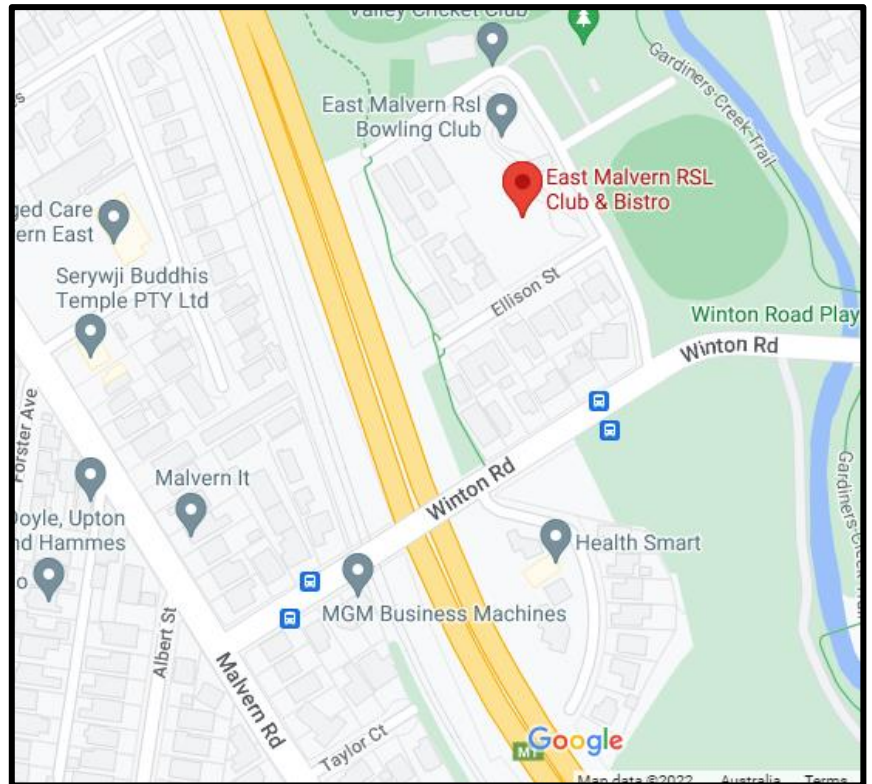 Valley Cricket Club
East Malvern Rsl
Bowling Club
Gardiners Creek Trail
East Malvern RSL
Club & Bistro
s
ged Care
ern East
Serywji Buddhis
Temple PTY Ltd
Ellison St
Winton Road Play
Winton Rd
Forster Ave
Malvern It
Winton Rd
Doyle, Upton
nd Hammes
o
Health Smart
MGM Business Machines
Albert St
Malvern Rd
Taylor Ct
M1
Google
Map data ©2022 Australia Terms